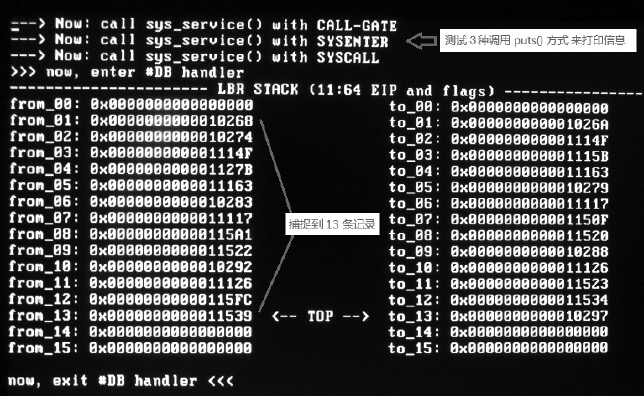 ---> Now: call sys_service() with CALL-GATE
---> Now: call sys_service() with SYSENTER
---> Now: call sys_service() with SYSCALL
测试 3 种调用 puts() 方式 来打印信息
>>> now, enter #DB handler
----------------------- LBR STACK (11:64 EIP and flags) -----------------------
from_00: 0x0000000000000000 to_00: 0x0000000000000000
from_01: 0x0000000000010268 to_01: 0x000000000001026A
from_02: 0x0000000000010274 to_02: 0x000000000001114F
from_03: 0x000000000001114F to_03: 0x000000000001115B
from_04: 0x000000000001127B to_04: 0x0000000000011163
from_05: 0x0000000000011163 to_05: 0x0000000000010279
from_06: 0x0000000000010283 to_06: 0x0000000000011117
from_07: 0x0000000000011117 to_07: 0x000000000001150F
from_08: 0x00000000000115A1 to_08: 0x0000000000011520
from_09: 0x0000000000011522 to_09: 0x0000000000010288
from_10: 0x0000000000010292 to_10: 0x0000000000011126
from_11: 0x0000000000011126 to_11: 0x0000000000011523
from_12: 0x00000000000115FC to_12: 0x0000000000011534
from_13: 0x0000000000011539 <-- TOP --> to_13: 0x0000000000010297
from_14: 0x0000000000000000 to_14: 0x0000000000000000
from_15: 0x0000000000000000 to_15: 0x0000000000000000
捕捉到 13 条记录
now, exit #DB handler <<<